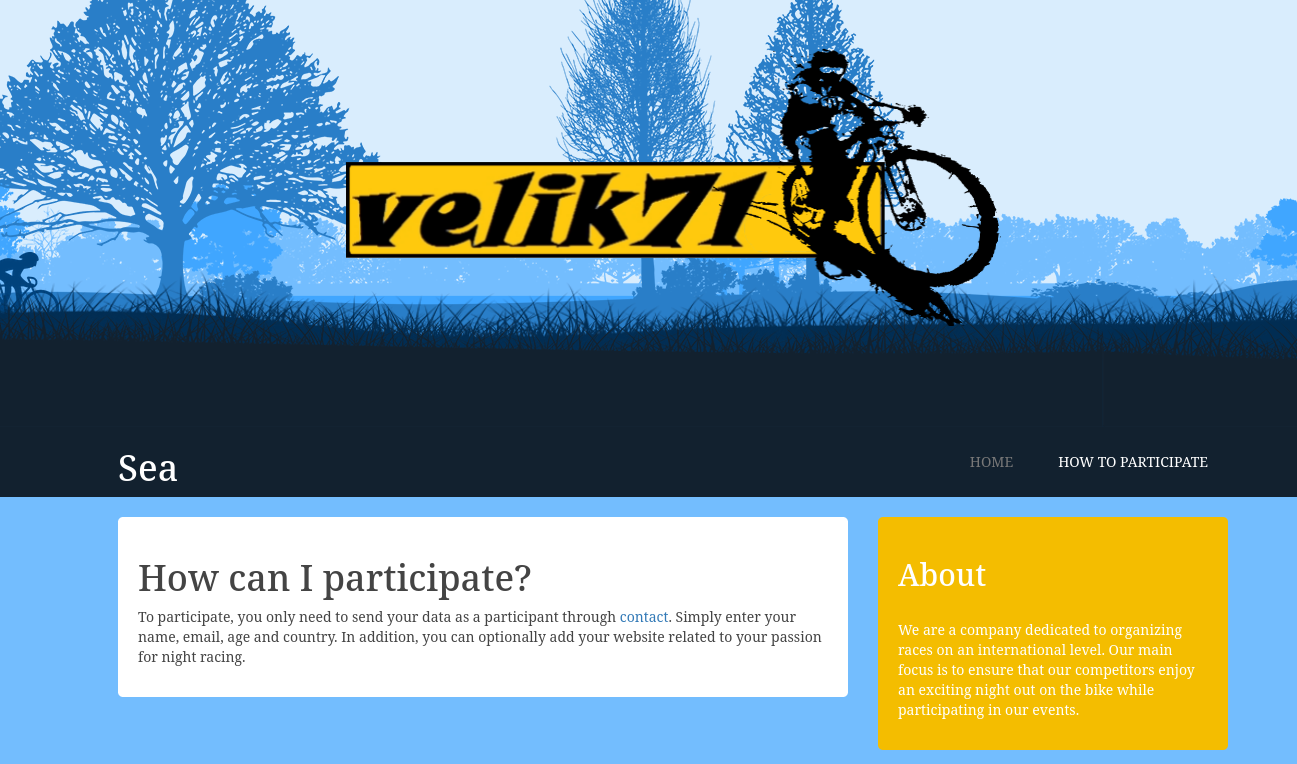 velik71
Sea
HOME
HOW TO PARTICIPATE
How can I participate?
To participate, you only need to send your data as a participant through contact. Simply enter your
name, email, age and country. In addition, you can optionally add your website related to your passion
for night racing.
About
We are a company dedicated to organizing
races on an international level. Our main
focus is to ensure that our competitors enjoy
an exciting night out on the bike while
participating in our events.